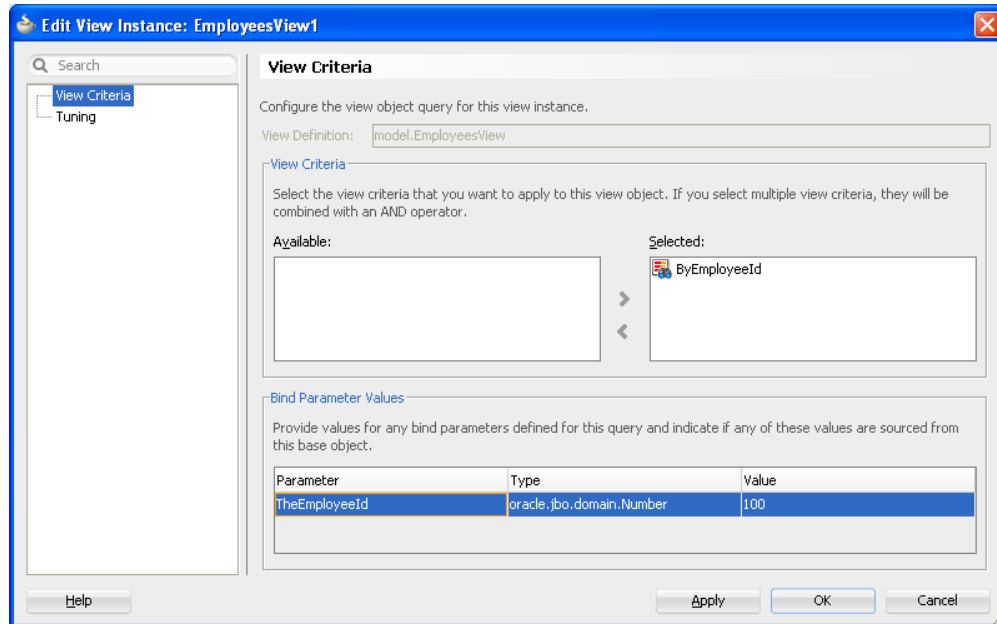 Edit View Instance: EmployeesView1
Search
View Criteria
Tuning
View Criteria
Configure the view object query for this view instance.
View Definition: model.EmployeesView
View Criteria
Select the view criteria that you want to apply to this view object. If you select multiple view criteria, they will be
combined with an AND operator.
Available:
Selected:
ByEmployeeId
Bind Parameter Values
Provide values for any bind parameters defined for this query and indicate if any of these values are sourced from
this base object.
Parameter Type Value
TheEmployeeId oracle.jbo.domain.Number 100
Help Apply OK Cancel